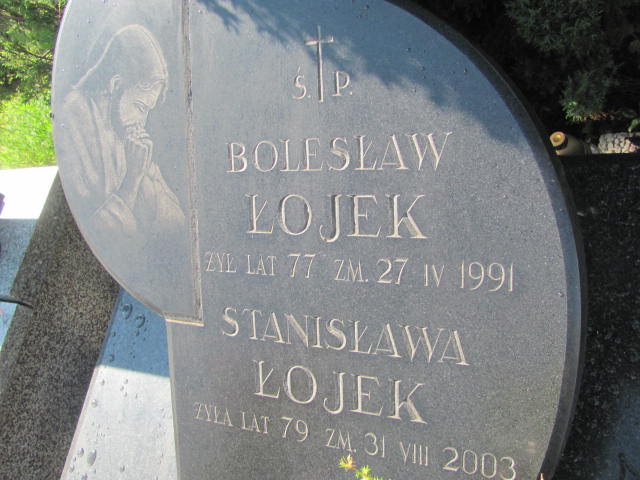 Ś. P.
BOLESŁAW
ŁOJEK
ŻYŁ LAT 77 ZM. 27 IV 1991
STANISŁAWA
ŁOJEK
ŻYŁA LAT 79 ZM. 31 VIII 2003